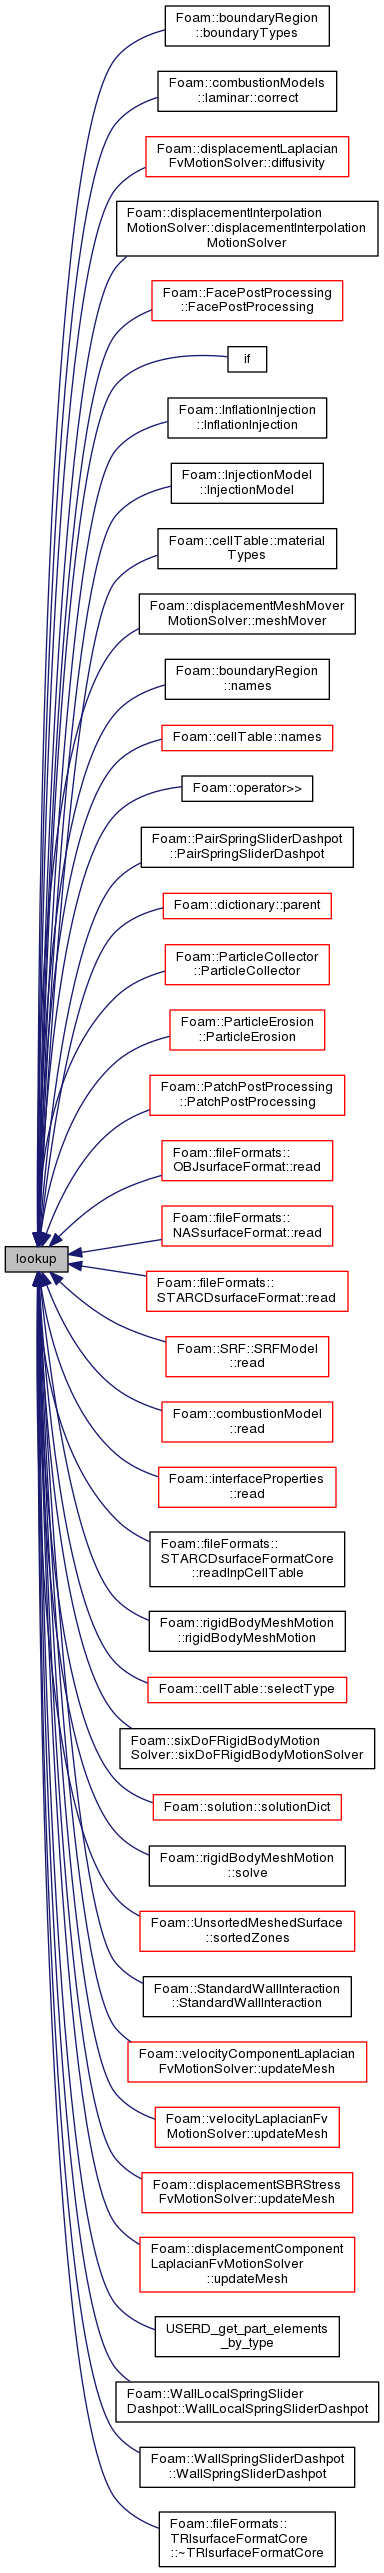 Foam::boundaryRegion
::boundaryTypes
Foam::combustionModels
::laminar::correct
Foam::displacementLaplacian
FvMotionSolver::diffusivity
Foam::displacementInterpolation
MotionSolver::displacementInterpolation
MotionSolver
Foam::FacePostProcessing
::FacePostProcessing
if
Foam::InflationInjection
::InflationInjection
Foam::InjectionModel
::InjectionModel
Foam::cellTable::material
Types
Foam::displacementMeshMover
MotionSolver::meshMover
Foam::boundaryRegion
::names
Foam::cellTable::names
Foam::operator>>
Foam::PairSpringSliderDashpot
::PairSpringSliderDashpot
Foam::dictionary::parent
Foam::ParticleCollector
::ParticleCollector
Foam::ParticleErosion
::ParticleErosion
Foam::PatchPostProcessing
::PatchPostProcessing
Foam::fileFormats::
OBJsurfaceFormat::read
Foam::fileFormats::
NASsurfaceFormat::read
lookup
Foam::fileFormats::
STARCDsurfaceFormat::read
Foam::SRF::SRFModel
::read
Foam::combustionModel
::read
Foam::interfaceProperties
::read
Foam::fileFormats::
STARCDsurfaceFormatCore
::readInpCellTable
Foam::rigidBodyMeshMotion
::rigidBodyMeshMotion
Foam::cellTable::selectType
Foam::sixDoFRigidBodyMotion
Solver::sixDoFRigidBodyMotionSolver
Foam::solution::solutionDict
Foam::rigidBodyMeshMotion
::solve
Foam::UnsortedMeshedSurface
::sortedZones
Foam::StandardWallInteraction
::StandardWallInteraction
Foam::velocityComponentLaplacian
FvMotionSolver::updateMesh
Foam::velocityLaplacianFv
MotionSolver::updateMesh
Foam::displacementSBRStress
FvMotionSolver::updateMesh
Foam::displacementComponent
LaplacianFvMotionSolver
::updateMesh
USERD_get_part_elements
_by_type
Foam::WallLocalSpringSlider
Dashpot::WallLocalSpringSliderDashpot
Foam::WallSpringSliderDashpot
::WallSpringSliderDashpot
Foam::fileFormats::
TRIsurfaceFormatCore
::~TRIsurfaceFormatCore